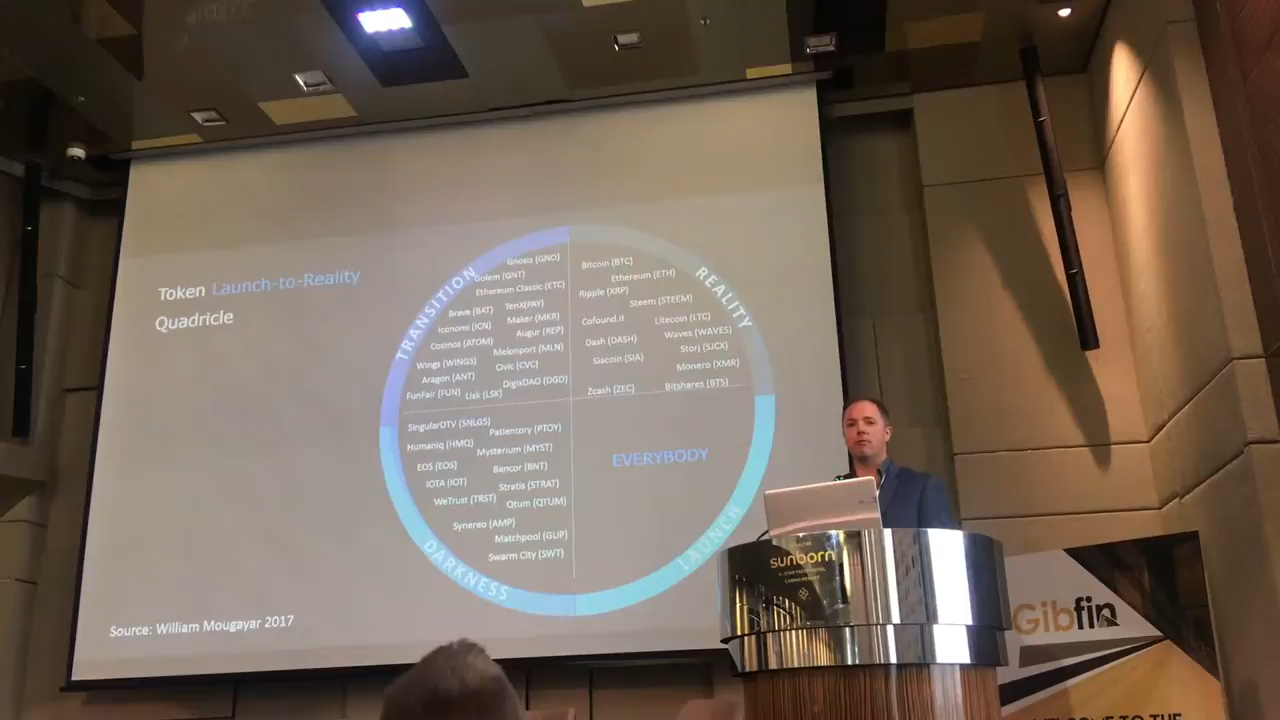 Token Launch-to-Reality
Quadricle
TRANSITION
Gnosis (GNO)
Golem (GNT)
Ethereum Classic (ETC)
Brave (BAT) TenX(PAY)
Iconomi (ICN) Maker (MKR)
Augur (REP)
Cosmos (ATOM)
Melonport (MLN)
Wings (WINGS) Civic (CVC)
Aragon (ANT) DigixDAO (DGD)
FunFair (FUN) Lisk (LSK)
REALITY
Bitcoin (BTC)
Ethereum (ETH)
Ripple (XRP)
Steem (STEEM)
Cofound.it Litecoin (LTC)
Dash (DASH) Waves (WAVES)
Siacoin (SIA) Storj (SJCX)
Monero (XMR)
Zcash (ZEC) Bitshares (BTS)
SingularDTV (SNLGS)
Patientory (PTOY)
Humaniq (HMQ) Mysterium (MYST)
EOS (EOS) Bancor (BNT)
IOTA (IOT) Stratis (STRAT)
WeTrust (TRST) Qtum (QTUM)
Synereo (AMP)
Matchpool (GUP)
Swarm City (SWT)
DARKNESS
EVERYBODY
LAUNCH
Source: William Mougayar 2017
sunborn
Gibfin
WELCOME TO THE